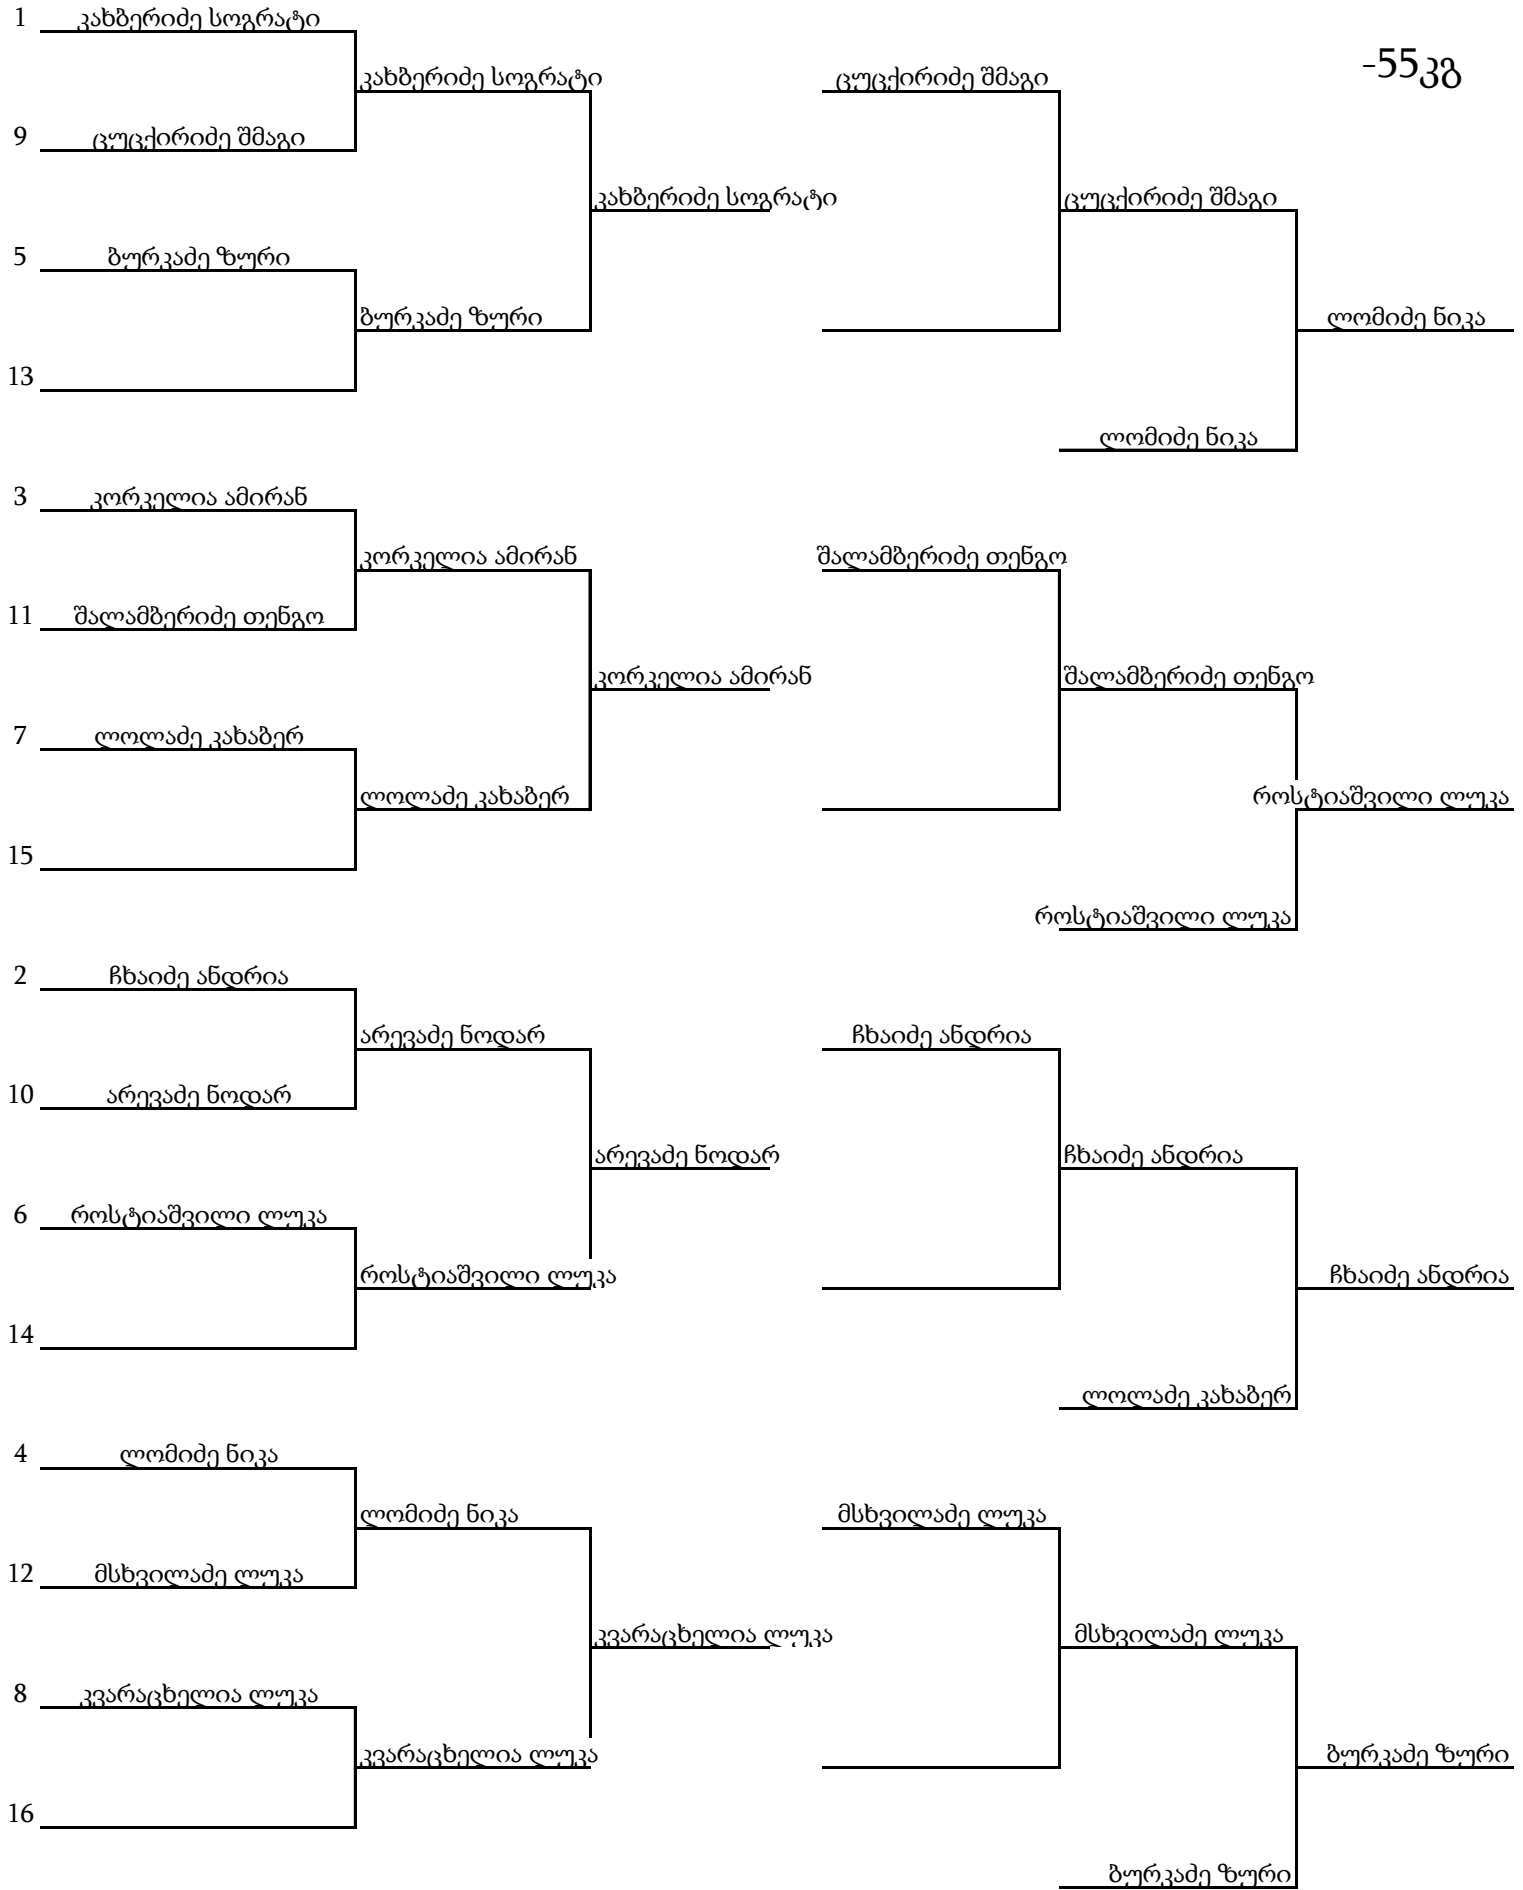 1 კახბერიძე სოგრატი
-55კგ
კახბერიძე სოგრატი
ცუცქირიძე შმაგი
9 ცუცქირიძე შმაგი
კახბერიძე სოგრატი
ცუცქირიძე შმაგი
5 ბურკაძე ზური
ბურკაძე ზური
ლომიძე ნიკა
13
ლომიძე ნიკა
3 კორკელია ამირან
კორკელია ამირან
შალამბერიძე თენგო
11 შალამბერიძე თენგო
კორკელია ამირან
შალამბერიძე თენგო
7 ლოლაძე კახაბერ
ლოლაძე კახაბერ
როსტიაშვილი ლუკა
15
როსტიაშვილი ლუკა
2 ჩხაიძე ანდრია
არევაძე ნოდარ
ჩხაიძე ანდრია
10 არევაძე ნოდარ
არევაძე ნოდარ
ჩხაიძე ანდრია
6 როსტიაშვილი ლუკა
როსტიაშვილი ლუკა
ჩხაიძე ანდრია
14
ლოლაძე კახაბერ
4 ლომიძე ნიკა
ლომიძე ნიკა
მსხვილაძე ლუკა
12 მსხვილაძე ლუკა
კვარაცხელია ლუკა
მსხვილაძე ლუკა
8 კვარაცხელია ლუკა
კვარაცხელია ლუკა
ბურკაძე ზური
16
ბურკაძე ზური